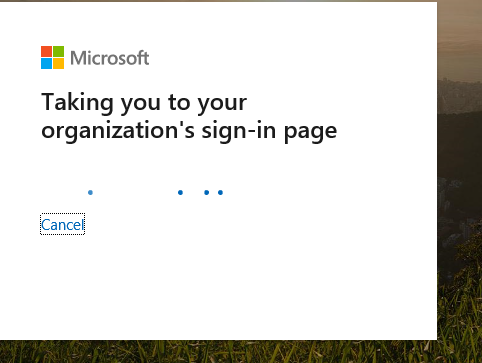 Microsoft
Taking you to your
organization's sign-in page
Cancel